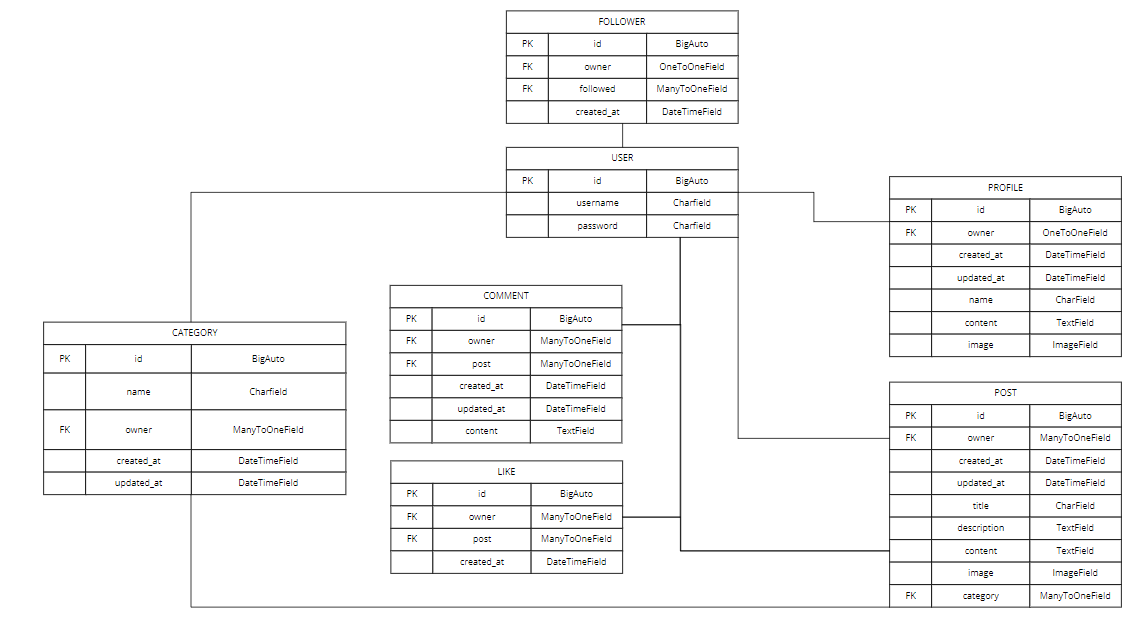 FOLLOWER
PK id BigAuto
FK owner OneToOneField
FK followed ManyToOneField
created_at DateTimeField
USER
PK id BigAuto
username Charfield
password Charfield
PROFILE
PK id BigAuto
FK owner OneToOneField
created_at DateTimeField
updated_at DateTimeField
name CharField
content TextField
image ImageField
COMMENT
PK id BigAuto
FK owner ManyToOneField
FK post ManyToOneField
created_at DateTimeField
updated_at DateTimeField
content TextField
CATEGORY
PK id BigAuto
name Charfield
FK owner ManyToOneField
created_at DateTimeField
updated_at DateTimeField
LIKE
PK id BigAuto
FK owner ManyToOneField
FK post ManyToOneField
created_at DateTimeField
POST
PK id BigAuto
FK owner ManyToOneField
created_at DateTimeField
updated_at DateTimeField
title CharField
description TextField
content TextField
image ImageField
FK category ManyToOneField